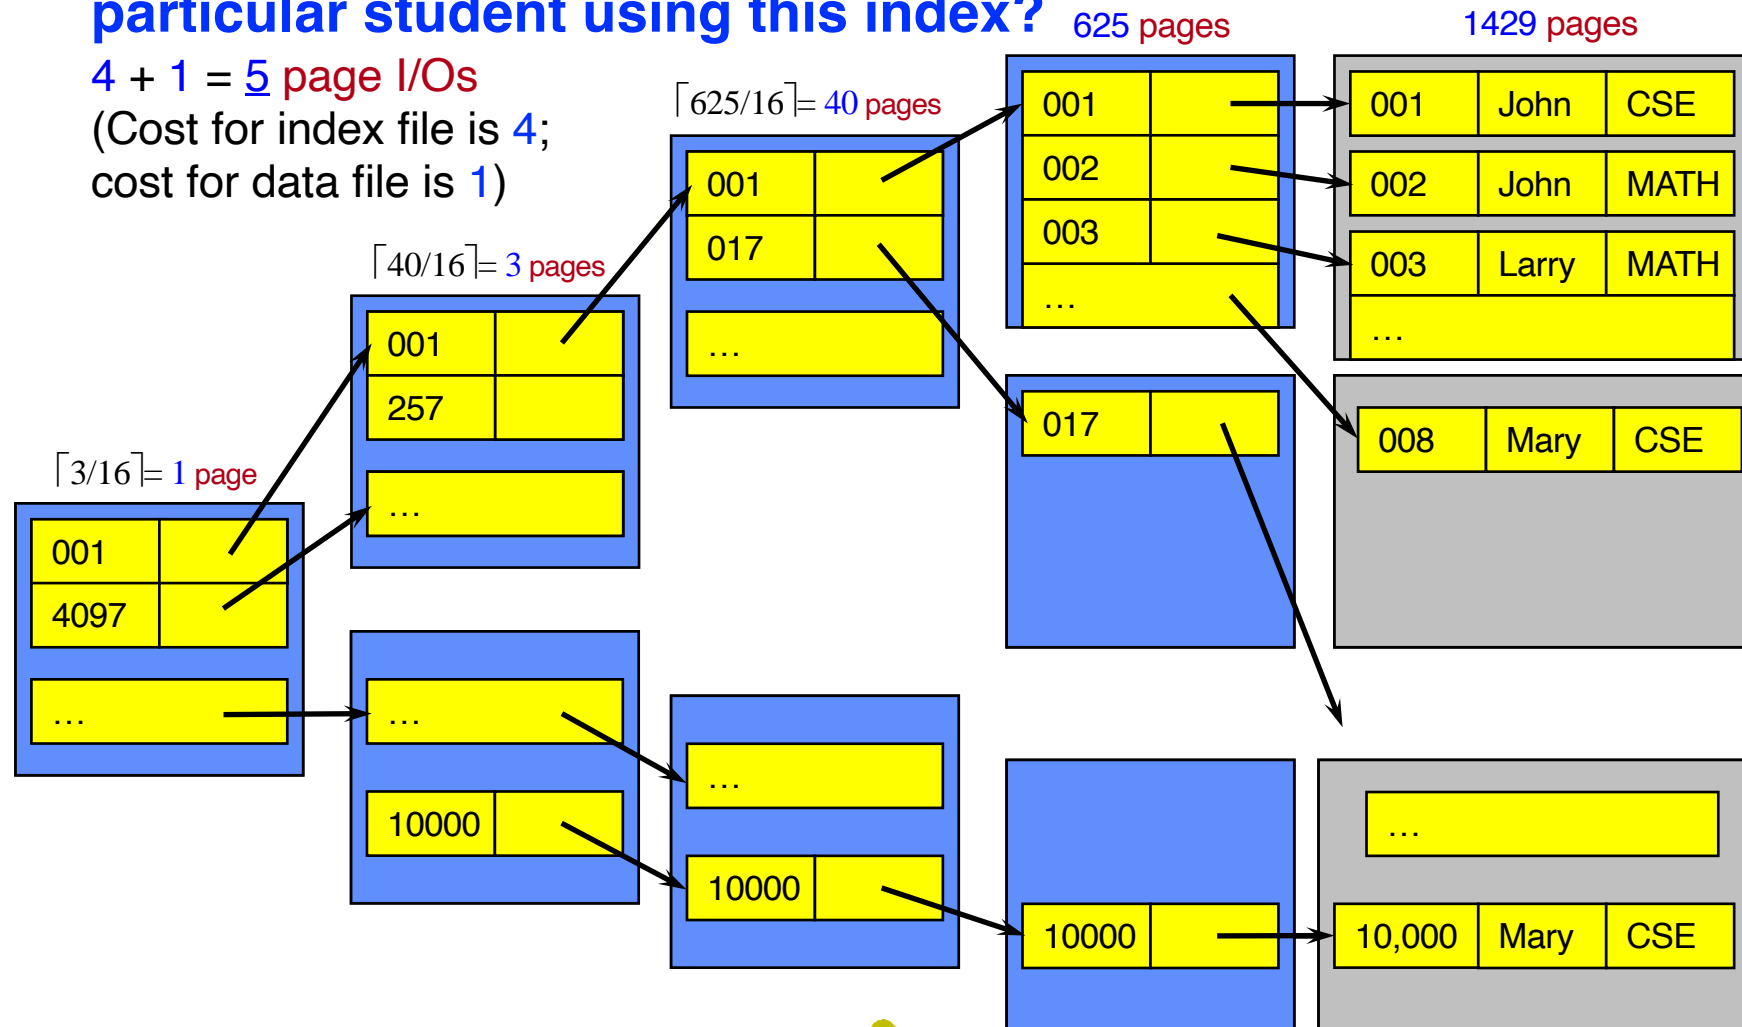 particular student using this index?
4 + 1 = 5 page I/Os
(Cost for index file is 4;
cost for data file is 1)
⌈3/16⌉= 1 page
001
4097
…
⌈40/16⌉= 3 pages
001
257
…
…
10000
⌈625/16⌉= 40 pages
001
017
…
…
10000
625 pages
001
002
003
…
017
10000
1429 pages
001 John CSE
002 John MATH
003 Larry MATH
…
008 Mary CSE
…
10,000 Mary CSE